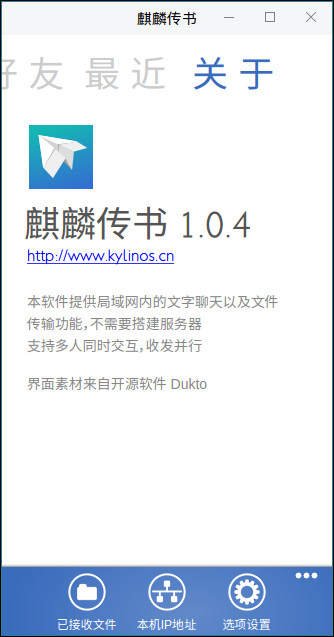 麒麟传书
好友 最近 关于
麒麟传书 1.0.4
http://www.kylinos.cn
本软件提供局域网内的文字聊天以及文件
传输功能,不需要搭建服务器
支持多人同时交互,收发并行
界面素材来自开源软件 Dukto
已接收文件 本机IP地址 选项设置